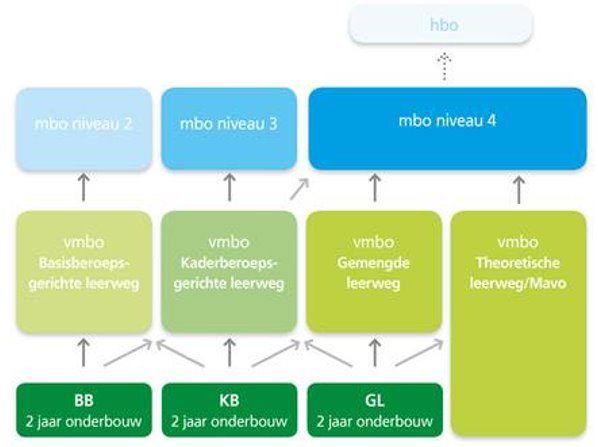 hbo
mbo niveau 2
mbo niveau 3
mbo niveau 4
vmbo
Basisberoeps-
gerichte leerweg
vmbo
Kaderberoeps-
gerichte leerweg
vmbo
Gemengde
leerweg
vmbo
Theoretische
leerweg/Mavo
BB
2 jaar onderbouw
KB
2 jaar onderbouw
GL
2 jaar onderbouw